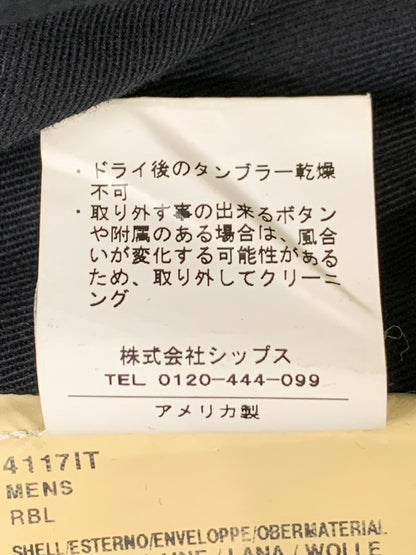 ・ドライ後のタンブラー乾燥
不可
・取り外す事の出来るボタン
や附属のある場合は、風合
いが変化する可能性がある
ため、取り外してクリーニ
ング
株式会社シップス
TEL 0120-444-099
アメリカ製
4117IT
MENS
RBL
SHELL/ESTERNO/ENVELOPPE/OBERMATERIAL
/ LANA / WOLLE